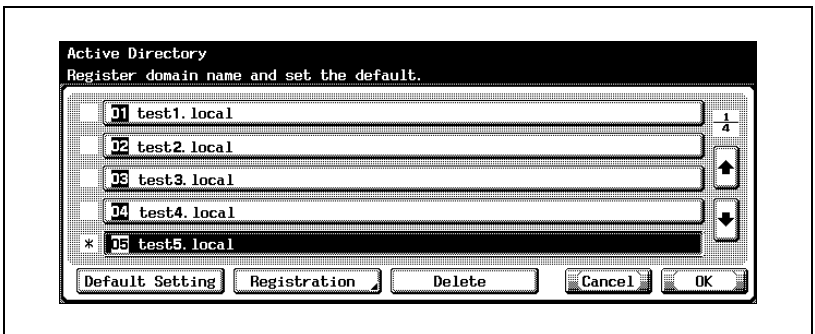 Active Directory
Register domain name and set the default.
01 test1.local
1
4
02 test2.local
03 test3.local
04 test4.local
* 05 test5.local
Default Setting Registration Delete Cancel OK